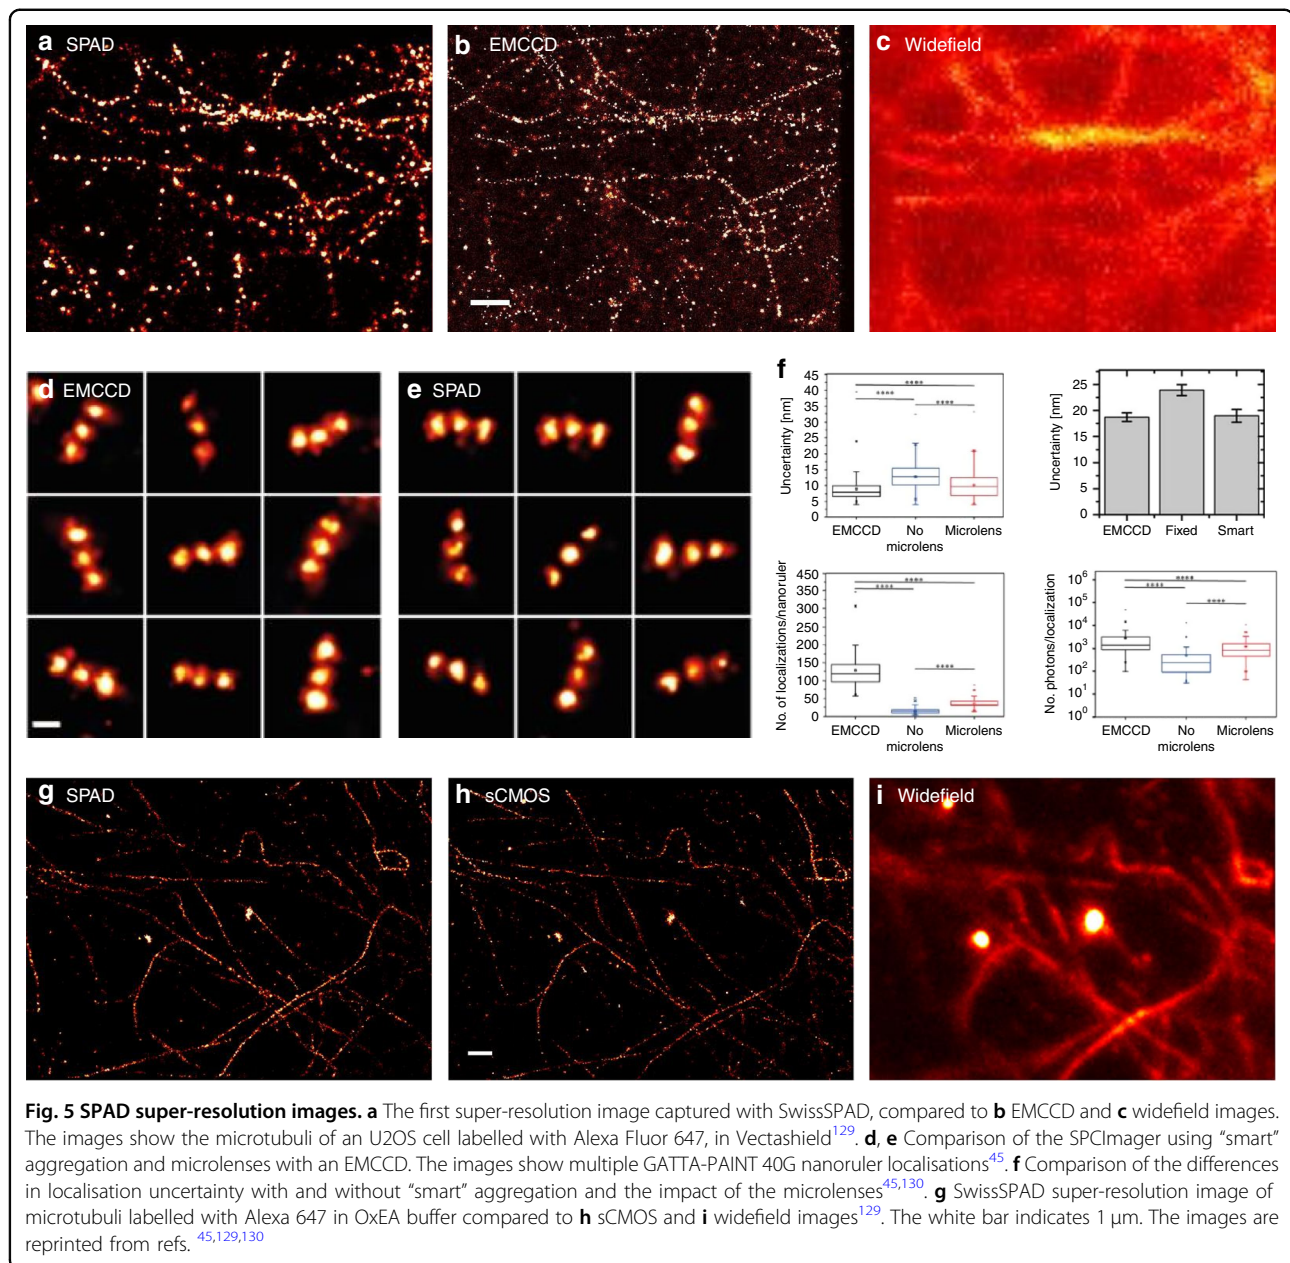 a SPAD
b EMCCD
c Widefield
d EMCCD
e SPAD
f
Uncertainty [nm]
45
40
35
30
25
20
15
10
5
0
****
****
****
EMCCD
No
microlens
Microlens
Uncertainty [nm]
25
20
15
10
5
0
EMCCD
Fixed
Smart
No. of localizations/nanoruler
450
350
300
250
200
150
100
50
0
****
****
****
EMCCD
No
microlens
Microlens
No. photons/localization
10⁶
10⁵
10⁴
10³
10²
10¹
10⁰
****
****
****
EMCCD
No
microlens
Microlens
g SPAD
h sCMOS
i Widefield
Fig. 5 SPAD super-resolution images. a The first super-resolution image captured with SwissSPAD, compared to b EMCCD and c widefield images.
The images show the microtubuli of an U2OS cell labelled with Alexa Fluor 647, in Vectashield¹²⁹. d, e Comparison of the SPCImager using “smart”
aggregation and microlenses with an EMCCD. The images show multiple GATTA-PAINT 40G nanoruler localisations⁴⁵. f Comparison of the differences
in localisation uncertainty with and without “smart” aggregation and the impact of the microlenses⁴⁵,¹³⁰. g SwissSPAD super-resolution image of
microtubuli labelled with Alexa 647 in OxEA buffer compared to h sCMOS and i widefield images¹²⁹. The white bar indicates 1 μm. The images are
reprinted from refs. ⁴⁵,¹²⁹,¹³⁰